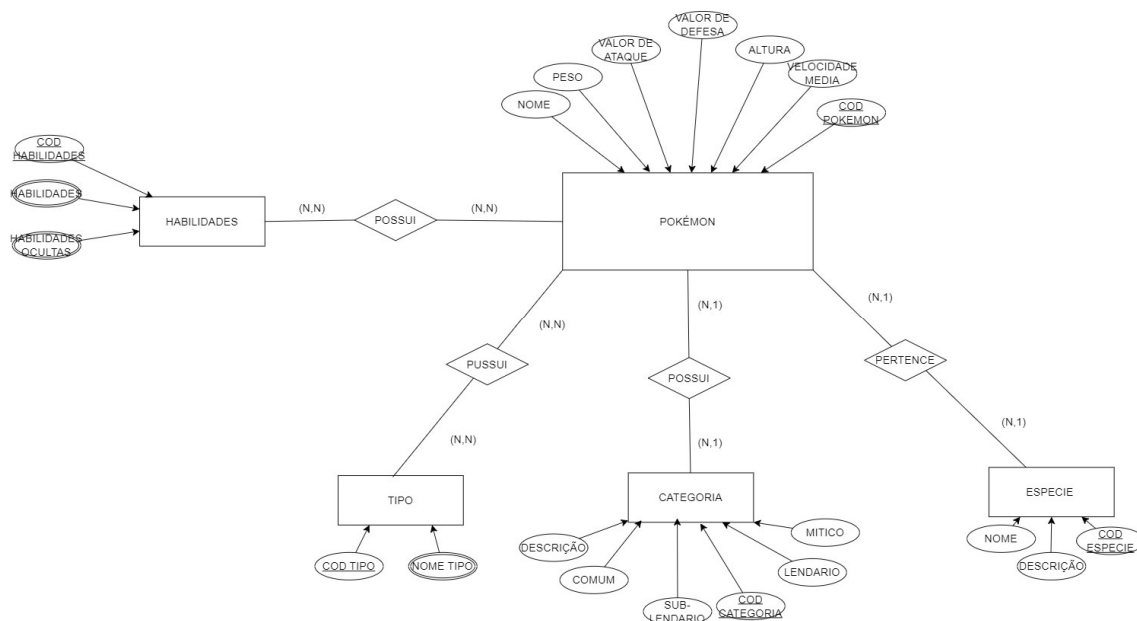 VALOR DE
DEFESA
VALOR DE
ATAQUE
ALTURA
PESO
VELOCIDADE
MEDIA
NOME
COD
POKEMON
COD
HABILIDADES
HABILIDADES
HABILIDADES
OCULTAS
HABILIDADES
(N,N)
POSSUI
(N,N)
POKÉMON
(N,N)
(N,1)
(N,1)
PUSSUI
POSSUI
PERTENCE
(N,N)
(N,1)
(N,1)
TIPO
CATEGORIA
ESPECIE
COD TIPO
NOME TIPO
DESCRIÇÃO
COMUM
SUB-
LENDARIO
COD
CATEGORIA
LENDARIO
MITICO
NOME
DESCRIÇÃO
COD
ESPECIE